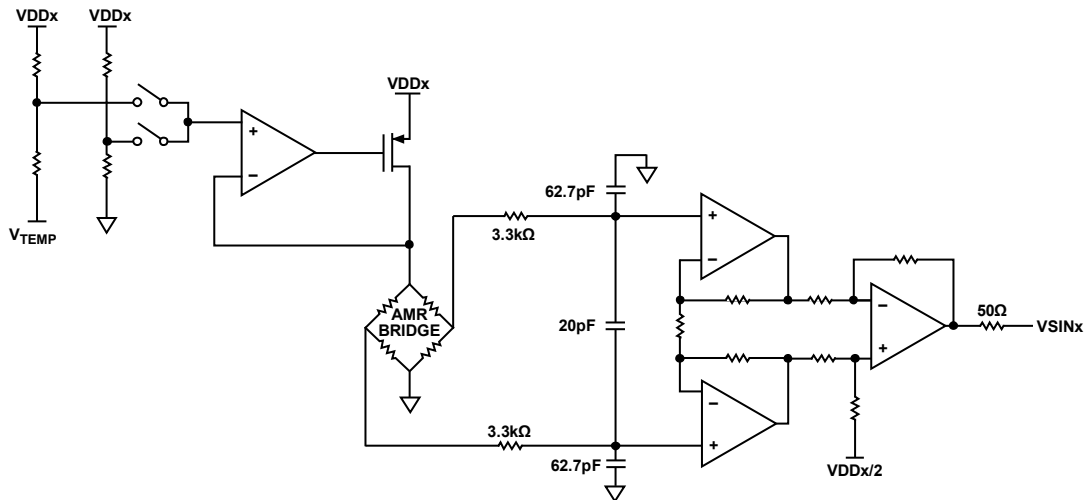 VDDx
VDDx
VDDx
+
–
VTEMP
62.7pF
3.3kΩ
AMR
BRIDGE
20pF
3.3kΩ
62.7pF
+
–
–
+
–
+
50Ω
VSINx
VDDx/2